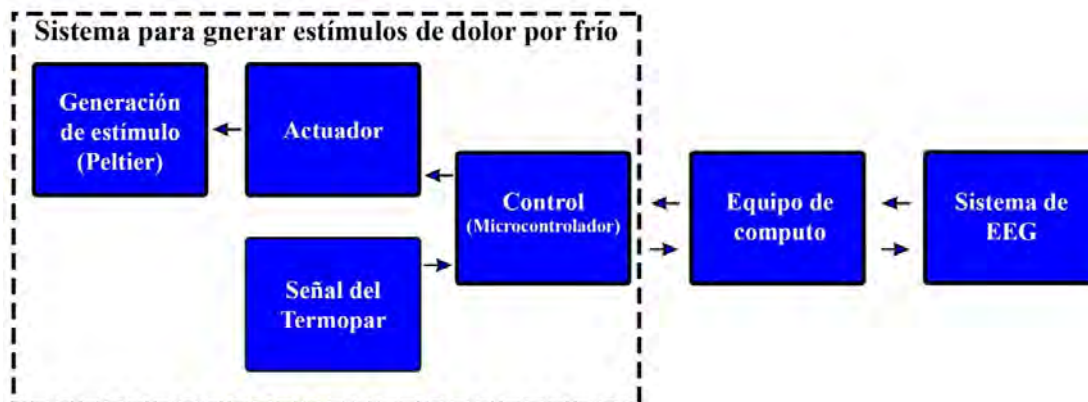 Sistema para gnerar estímulos de dolor por frío
Generación
de estímulo
(Peltier)
Actuador
Control
(Microcontrolador)
Señal del
Termopar
Equipo de
computo
Sistema de
EEG